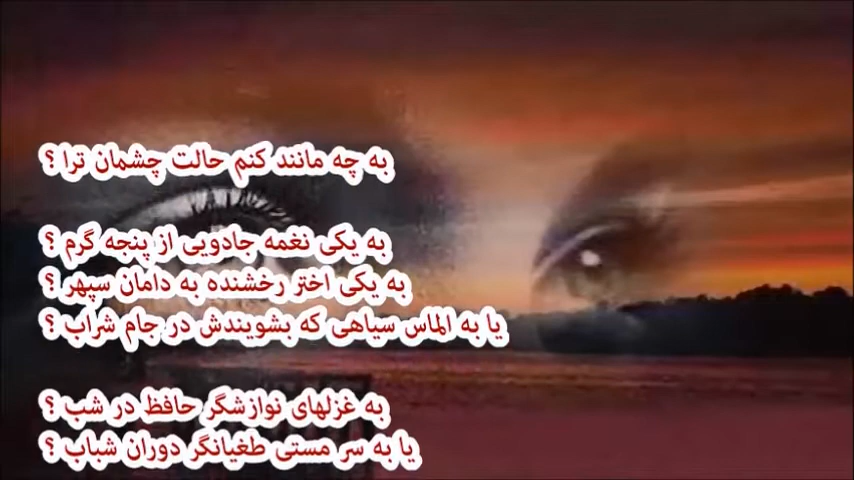 به چه مانند کنم حالت چشمان ترا ؟
به یکی نغمه جادویی از پنجه گرم ؟
به یکی اختر رخشنده به دامان سپهر ؟
یا به الماس سیاهی که بشویندش در جام شراب ؟
به غزلهای نوازشگر حافظ در شب ؟
یا به سر مستی طغیانگر دوران شباب ؟